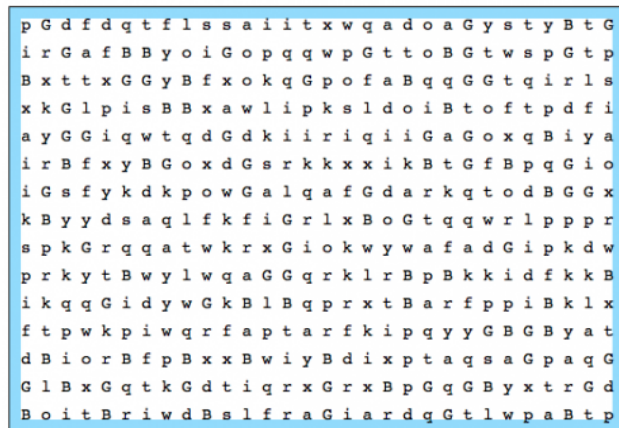 p G d f d q t f l s s a i i t x w q a d o a G y s t y B t G
i r G a f B B y o i G o p q q w p G t t o B G t w s p G t p
B x t t x G G y B f x o k q G p o f a B q q G G t q i r l s
x k G l p i s B B x a w l i p k s l d o i B t o f t p d f i
a y G G i q w t q d G d k i i r i q i i G a G o x q B i y a
i r B f x y B G o x d G s r k k x x i k B t G f B p q G i o
i G s f y k d k p o w G a l q a f G d a r k q t o d B G G x
k B y y d s a q l f k f i G r l x B o G t q q w r l p p p r
s p k G r q q a t w k r x G i o k w y w a f a d G i p k d w
p r k y t B w y l w q a G G q r k l r B p B k k i d f k k B
i k q q G i d y w G k B l B q p r x t B a r f p p i B k l x
f t p w k p i w q r f a p t a r f k i p q y y G B G B y a t
d B i o r B f p B x x B w i y B d i x p t a q s a G p a q G
G l B x G q t k G d t i q r x G r x B p G q G B y x t r G d
B o i t B r i w d B s l f r a G i a r d q G t l w p a B t p